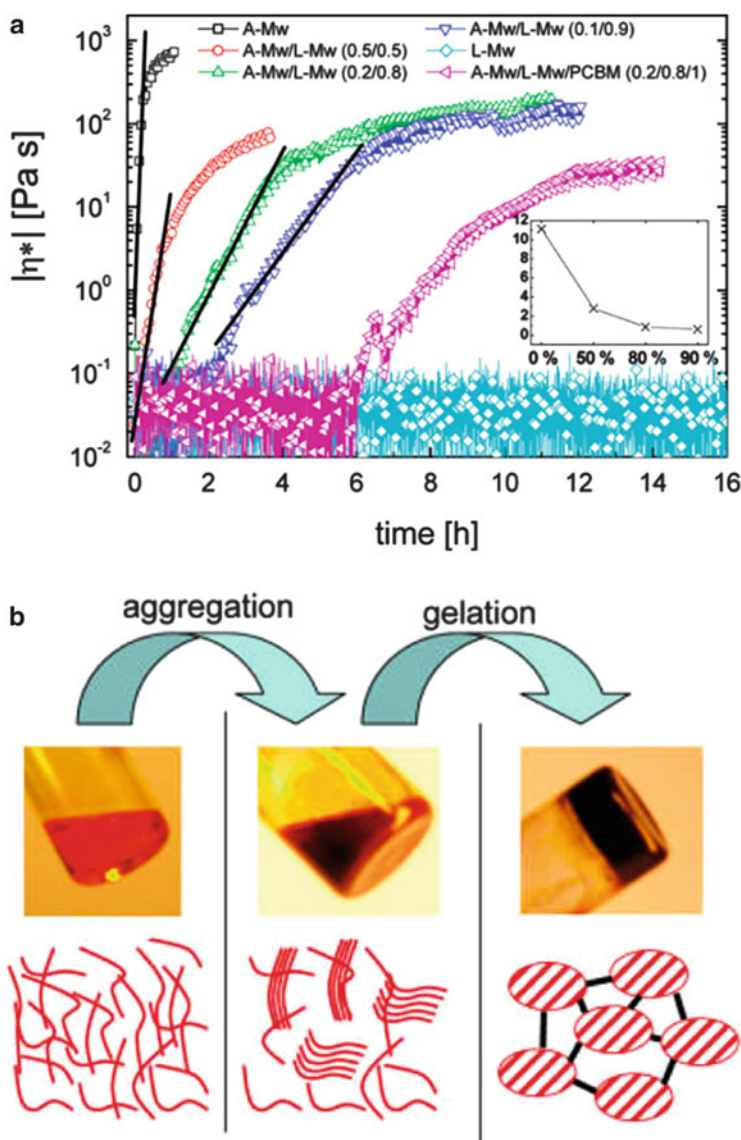 a
A-Mw
A-Mw/L-Mw (0.5/0.5)
A-Mw/L-Mw (0.2/0.8)
A-Mw/L-Mw (0.1/0.9)
L-Mw
A-Mw/L-Mw/PCBM (0.2/0.8/1)
|η*| [Pa s]
10³
10²
10¹
10⁰
10⁻¹
10⁻²
12
10
8
6
4
2
0
0 % 50 % 80 % 90 %
0 2 4 6 8 10 12 14 16
time [h]
b
aggregation gelation